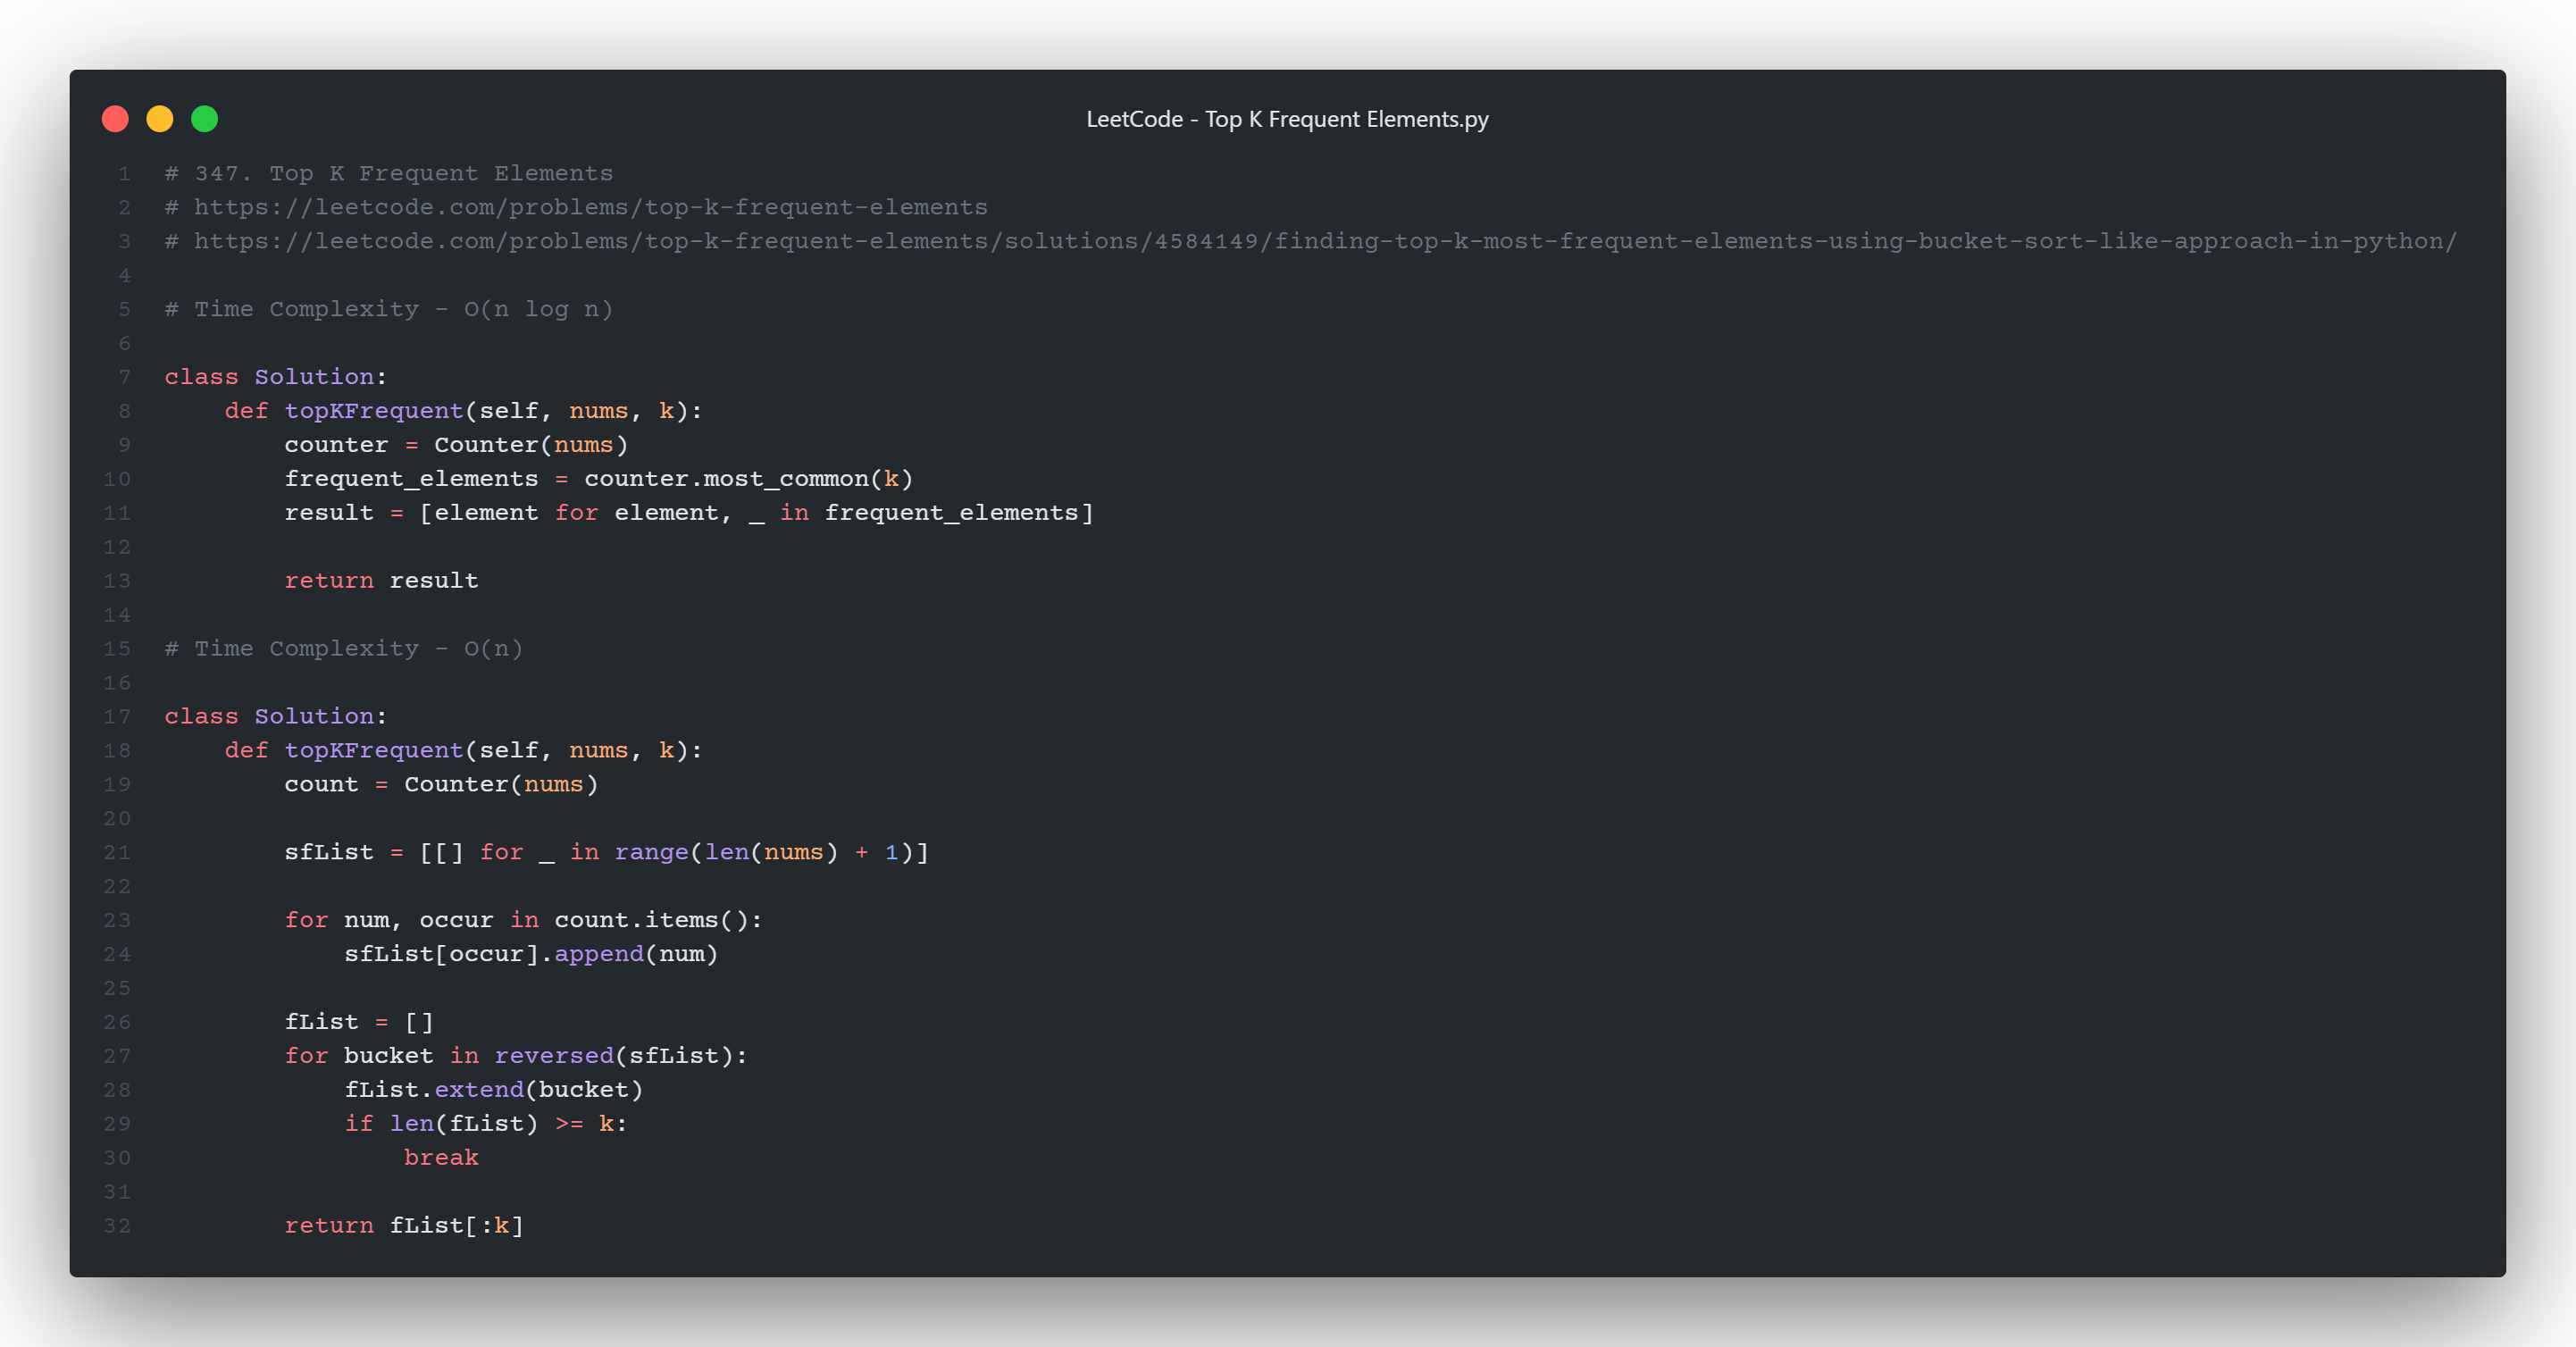 LeetCode - Top K Frequent Elements.py
1 # 347. Top K Frequent Elements
2 # https://leetcode.com/problems/top-k-frequent-elements
3 # https://leetcode.com/problems/top-k-frequent-elements/solutions/4584149/finding-top-k-most-frequent-elements-using-bucket-sort-like-approach-in-python/
4
5 # Time Complexity - O(n log n)
6
7 class Solution:
8     def topKFrequent(self, nums, k):
9         counter = Counter(nums)
10         frequent_elements = counter.most_common(k)
11         result = [element for element, _ in frequent_elements]
12
13         return result
14
15 # Time Complexity - O(n)
16
17 class Solution:
18     def topKFrequent(self, nums, k):
19         count = Counter(nums)
20
21         sfList = [[] for _ in range(len(nums) + 1)]
22
23         for num, occur in count.items():
24             sfList[occur].append(num)
25
26         fList = []
27         for bucket in reversed(sfList):
28             fList.extend(bucket)
29             if len(fList) >= k:
30                 break
31
32         return fList[:k]